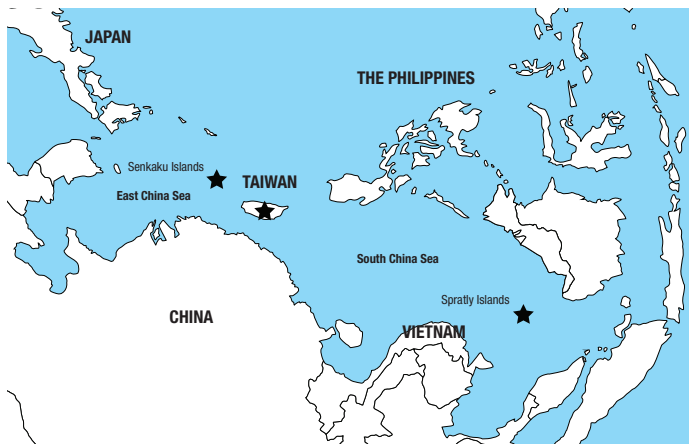 JAPAN
THE PHILIPPINES
Senkaku Islands
TAIWAN
East China Sea
South China Sea
Spratly Islands
CHINA
VIETNAM